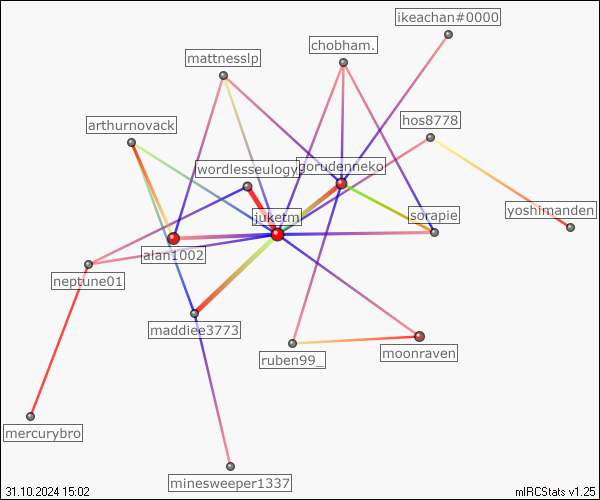 ikeachan#0000
chobham.
mattnesslp
hos8778
arthurnovack
wordlesseulogy
gorudenneko
yoshimanden
sorapie
juketm
alan1002
neptune01
maddiee3773
moonraven
ruben99_
mercurybro
minesweeper1337
31.10.2024 15:02
mIRCStats v1.25